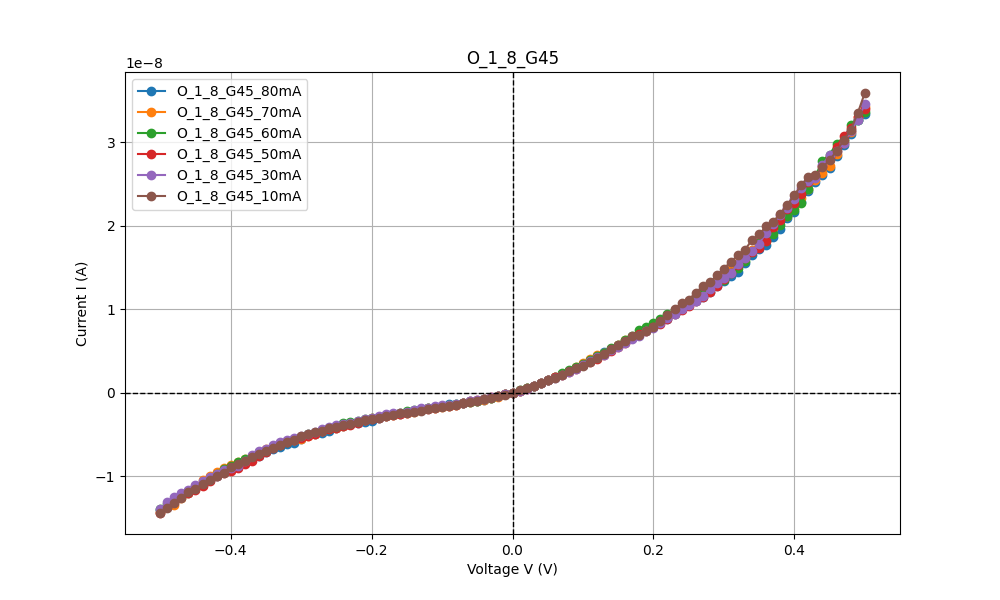 O_1_8_G45
1e−8
O_1_8_G45_80mA
O_1_8_G45_70mA
O_1_8_G45_60mA
O_1_8_G45_50mA
O_1_8_G45_30mA
O_1_8_G45_10mA
3
2
1
0
−1
Current I (A)
−0.4
−0.2
0.0
0.2
0.4
Voltage V (V)